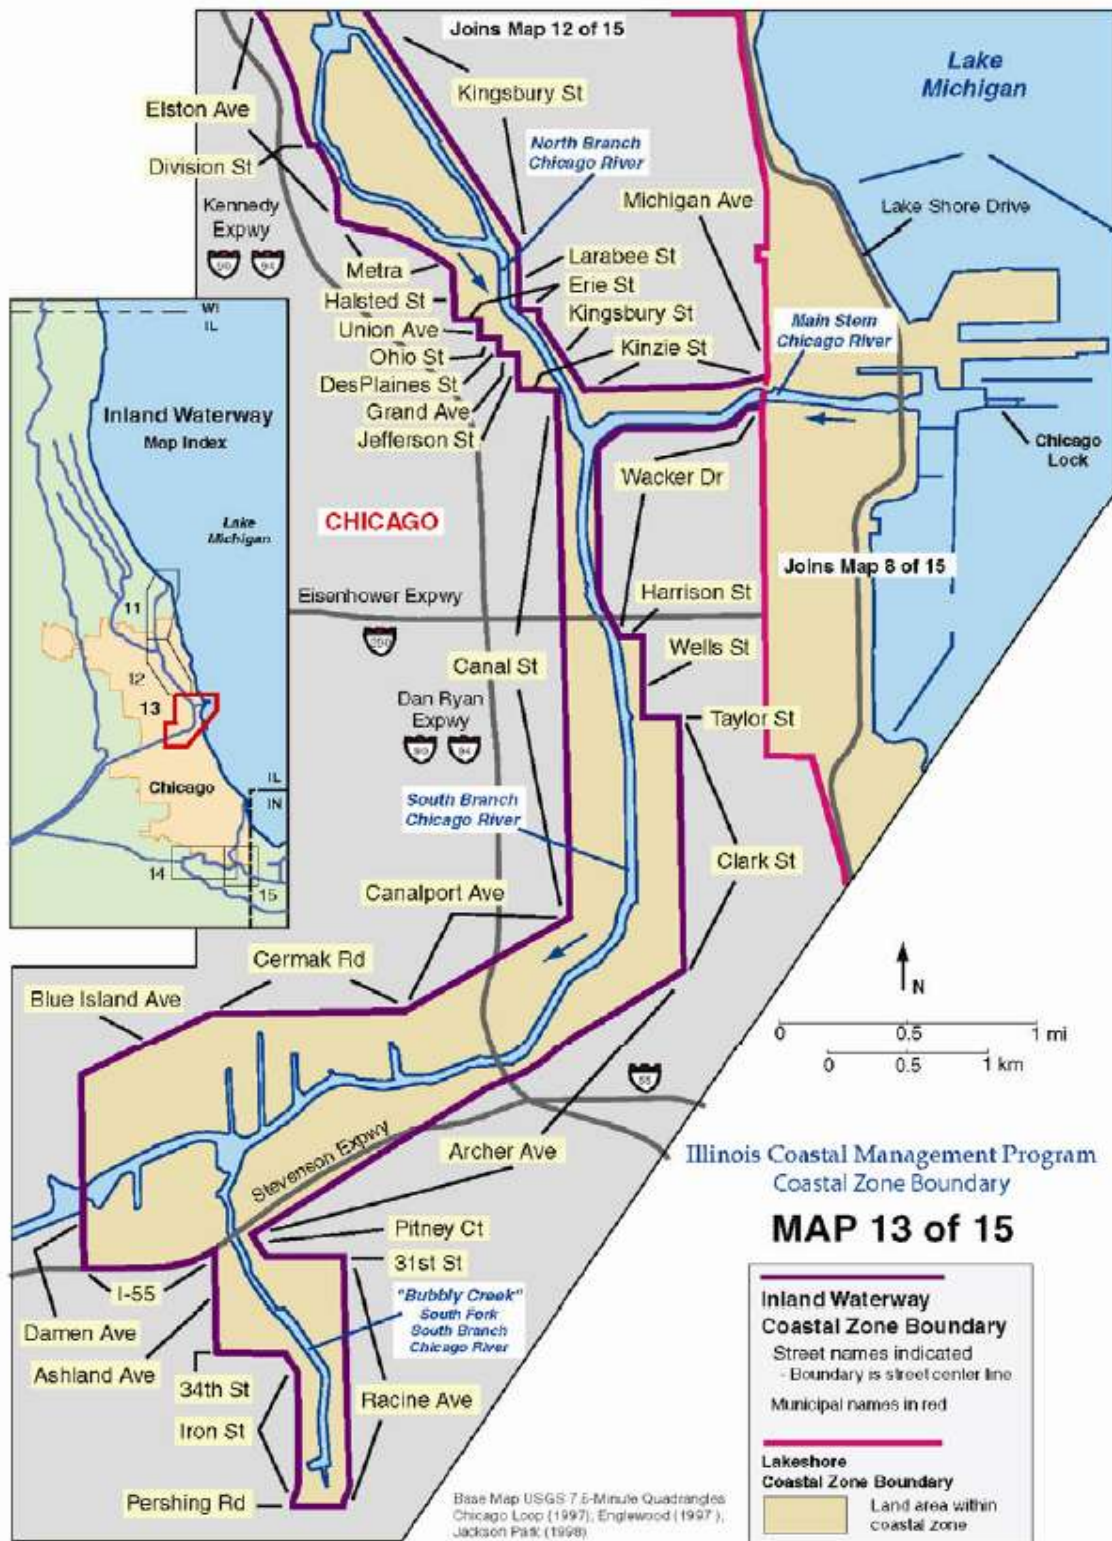 Joins Map 12 of 15
Lake
Michigan
Kingsbury St
Elston Ave
North Branch
Chicago River
Division St
Michigan Ave
Lake Shore Drive
Kennedy
Expwy
90 94
Larabee St
Metra
Erie St
Halsted St
Kingsbury St
Main Stem
Chicago River
Union Ave
Kinzie St
Ohio St
DesPlaines St
Grand Ave
Jefferson St
Chicago
Lock
Wacker Dr
CHICAGO
Joins Map 8 of 15
Harrison St
Eisenhower Expwy
290
Wells St
Canal St
Dan Ryan
Expwy
90 94
Taylor St
South Branch
Chicago River
Clark St
Canalport Ave
Cermak Rd
Blue Island Ave
WI
IL
Inland Waterway
Map Index
Lake
Michigan
11
12
13
Chicago
IL
IN
14
15
N
0 0.5 1 mi
0 0.5 1 km
55
Stevenson Expwy
Archer Ave
Pitney Ct
31st St
I-55
"Bubbly Creek"
South Fork
South Branch
Chicago River
Damen Ave
Ashland Ave
34th St
Racine Ave
Iron St
Pershing Rd
Illinois Coastal Management Program
Coastal Zone Boundary
MAP 13 of 15
Inland Waterway
Coastal Zone Boundary
Street names indicated
- Boundary is street center line
Municipal names in red
Lakeshore
Coastal Zone Boundary
Land area within
coastal zone
Base Map USGS 7.5-Minute Quadrangles
Chicago Loop (1997), Englewood (1997),
Jackson Park (1998)